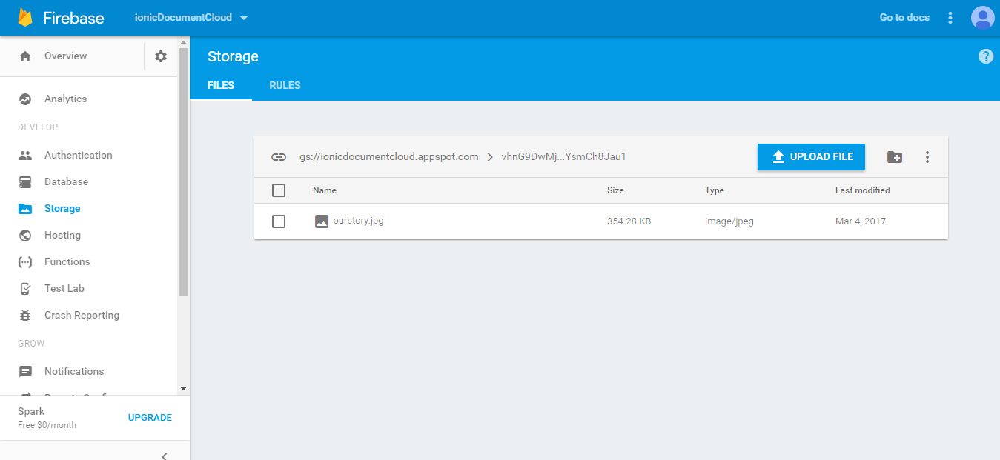 Firebase
ionicDocumentCloud
Go to docs
Overview
Analytics
DEVELOP
Authentication
Database
Storage
Hosting
Functions
Test Lab
Crash Reporting
GROW
Notifications
Spark
Free $0/month
UPGRADE
Storage
?
FILES RULES
gs://ionicdocumentcloud.appspot.com vhnG9DwMj...YsmCh8Jau1
UPLOAD FILE
Name Size Type Last modified
ourstory.jpg 354.28 KB image/jpeg Mar 4, 2017